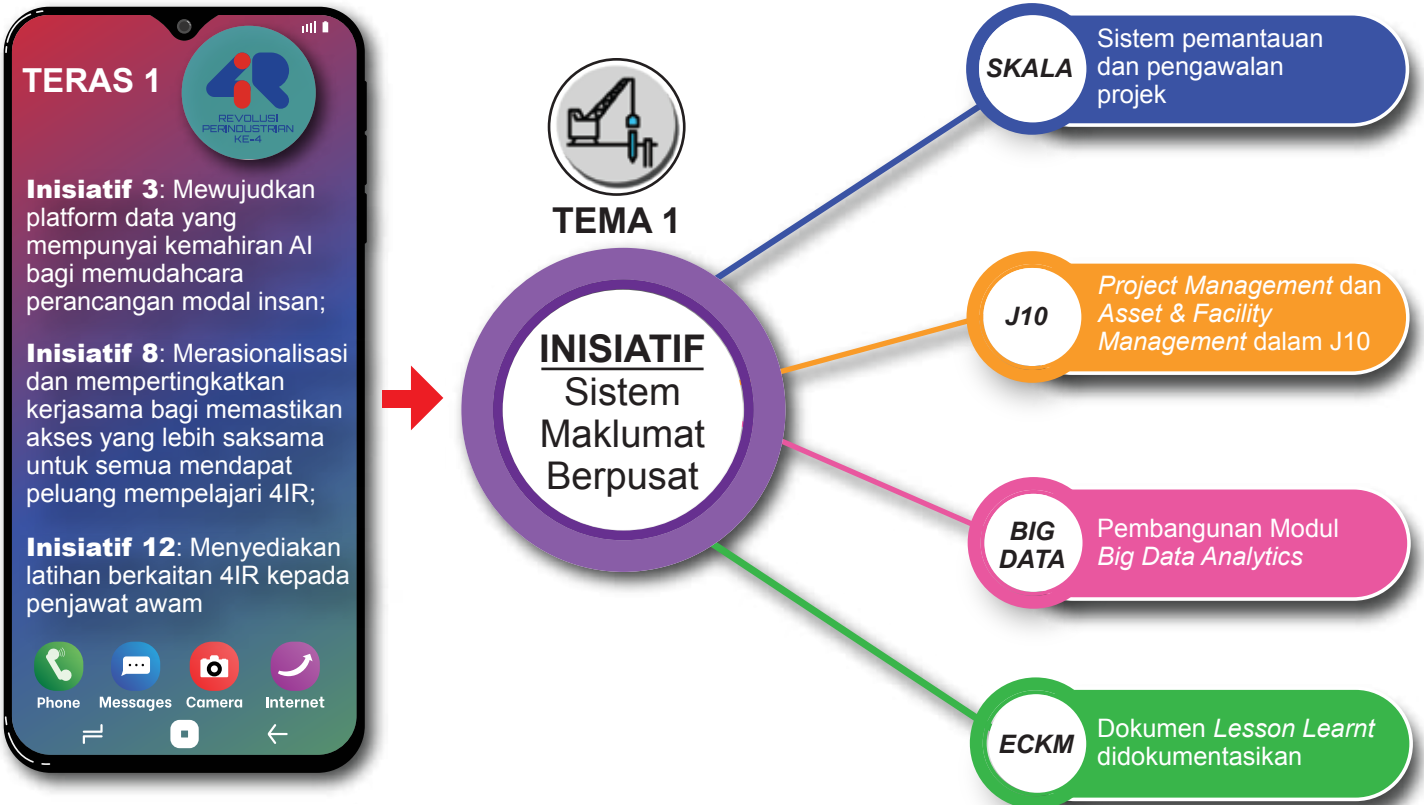 TERAS 1
4IR
REVOLUSI
PERINDUSTRIAN
KE-4
Inisiatif 3: Mewujudkan
platform data yang
mempunyai kemahiran AI
bagi memudahcara
perancangan modal insan;
Inisiatif 8: Merasionalisasi
dan mempertingkatkan
kerjasama bagi memastikan
akses yang lebih saksama
untuk semua mendapat
peluang mempelajari 4IR;
Inisiatif 12: Menyediakan
latihan berkaitan 4IR kepada
penjawat awam
Phone Messages Camera Internet
TEMA 1
INISIATIF
Sistem
Maklumat
Berpusat
SKALA
Sistem pemantauan
dan pengawalan
projek
J10
Project Management dan
Asset & Facility
Management dalam J10
BIG
DATA
Pembangunan Modul
Big Data Analytics
ECKM
Dokumen Lesson Learnt
didokumentasikan